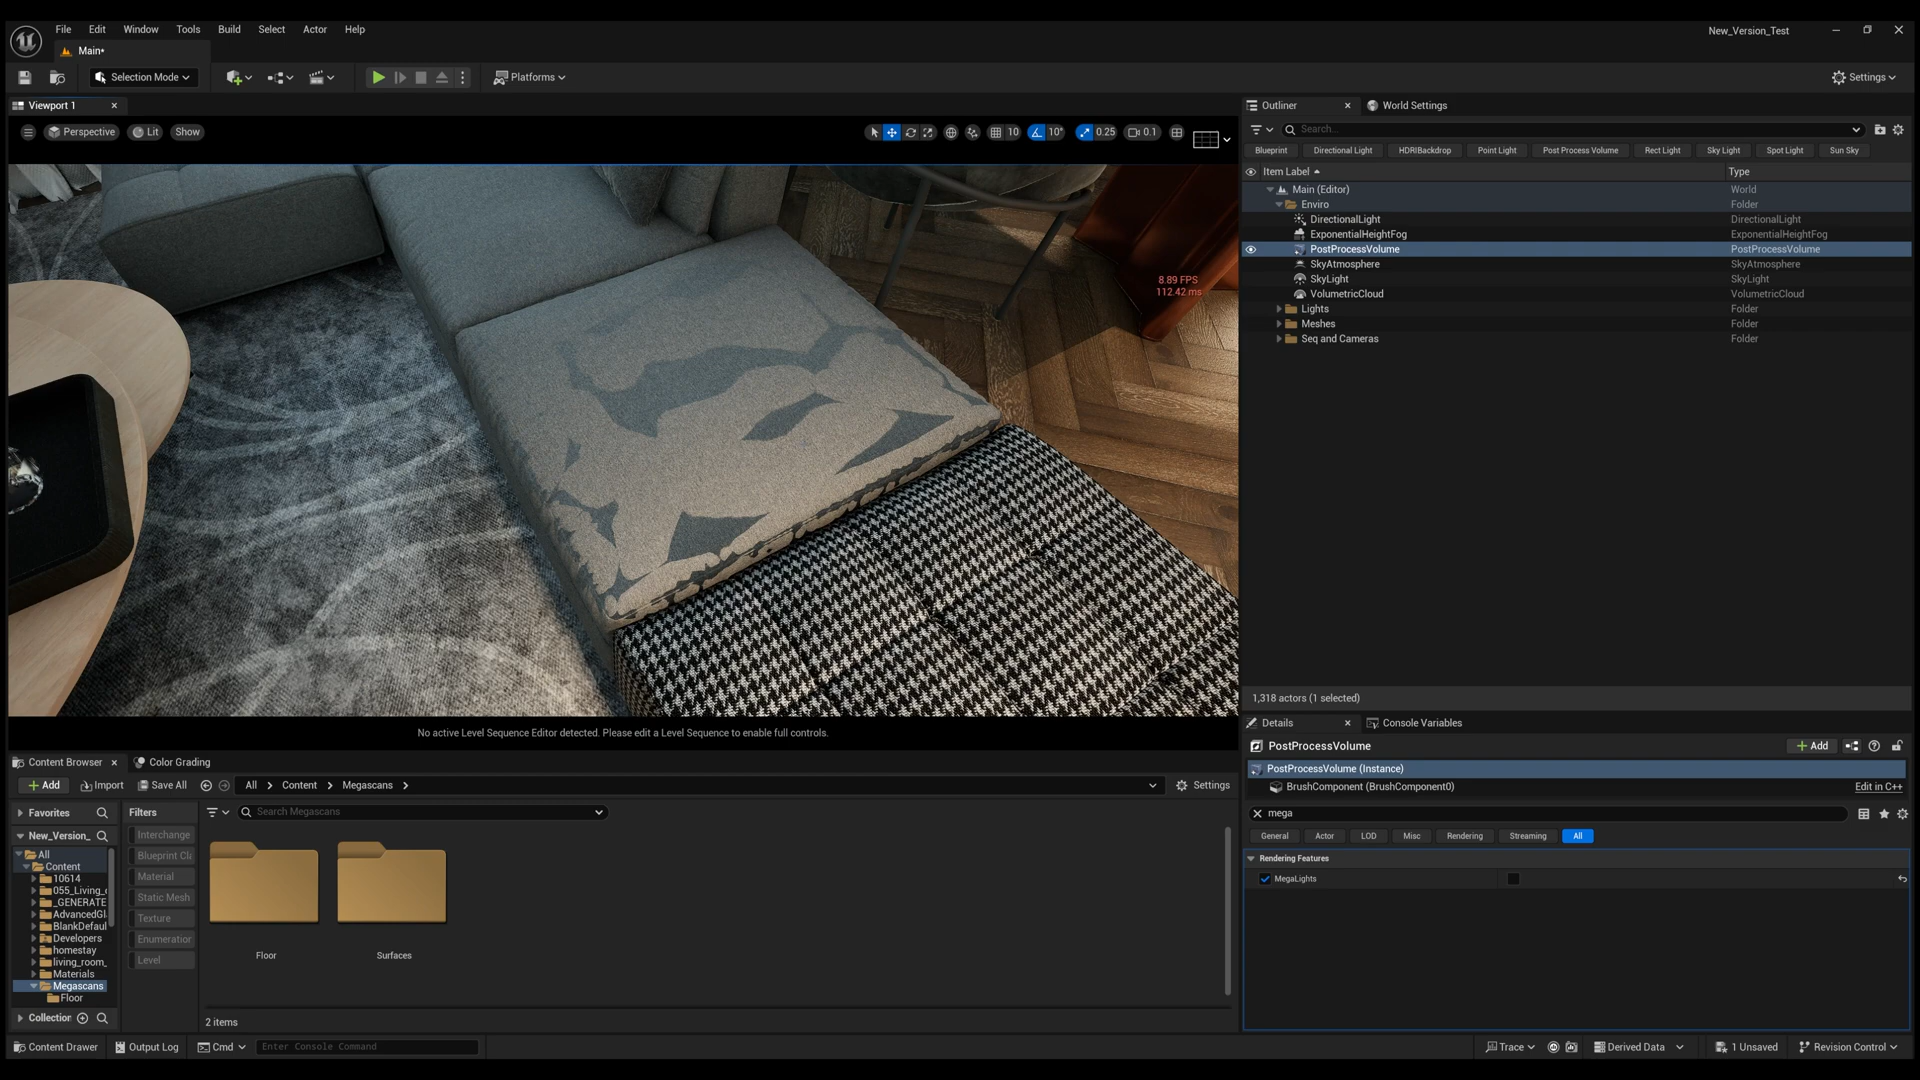 File Edit Window Tools Build Select Actor Help
New_Version_Test
Main*
Selection Mode
Platforms
Settings
Viewport 1
Perspective Lit Show
10 10° 0.25 0.1
8.89 FPS
112.42 ms
No active Level Sequence Editor detected. Please edit a Level Sequence to enable full controls.
Outliner World Settings
Search...
Blueprint Directional Light HDRIBackdrop Point Light Post Process Volume Rect Light Sky Light Spot Light Sun Sky
Item Label Type
Main (Editor) World
Enviro Folder
DirectionalLight DirectionalLight
ExponentialHeightFog ExponentialHeightFog
PostProcessVolume PostProcessVolume
SkyAtmosphere SkyAtmosphere
SkyLight SkyLight
VolumetricCloud VolumetricCloud
Lights Folder
Meshes Folder
Seq and Cameras Folder
1,318 actors (1 selected)
Details Console Variables
PostProcessVolume
Add
PostProcessVolume (Instance)
BrushComponent (BrushComponent0) Edit in C++
mega
General Actor LOD Misc Rendering Streaming All
Rendering Features
MegaLights
Content Browser Color Grading
Add Import Save All All Content Megascans Settings
Favorites
New_Version_
All
Content
10614
055_Living_
_GENERATE
AdvancedGl
BlankDefaul
Developers
homestay
living_room_
Materials
Megascans
Floor
Collection
Filters
Interchange
Blueprint Cl
Material
Static Mesh
Texture
Enumeration
Level
Search Megascans
Floor Surfaces
2 items
Content Drawer Output Log Cmd Enter Console Command
Trace Derived Data 1 Unsaved Revision Control